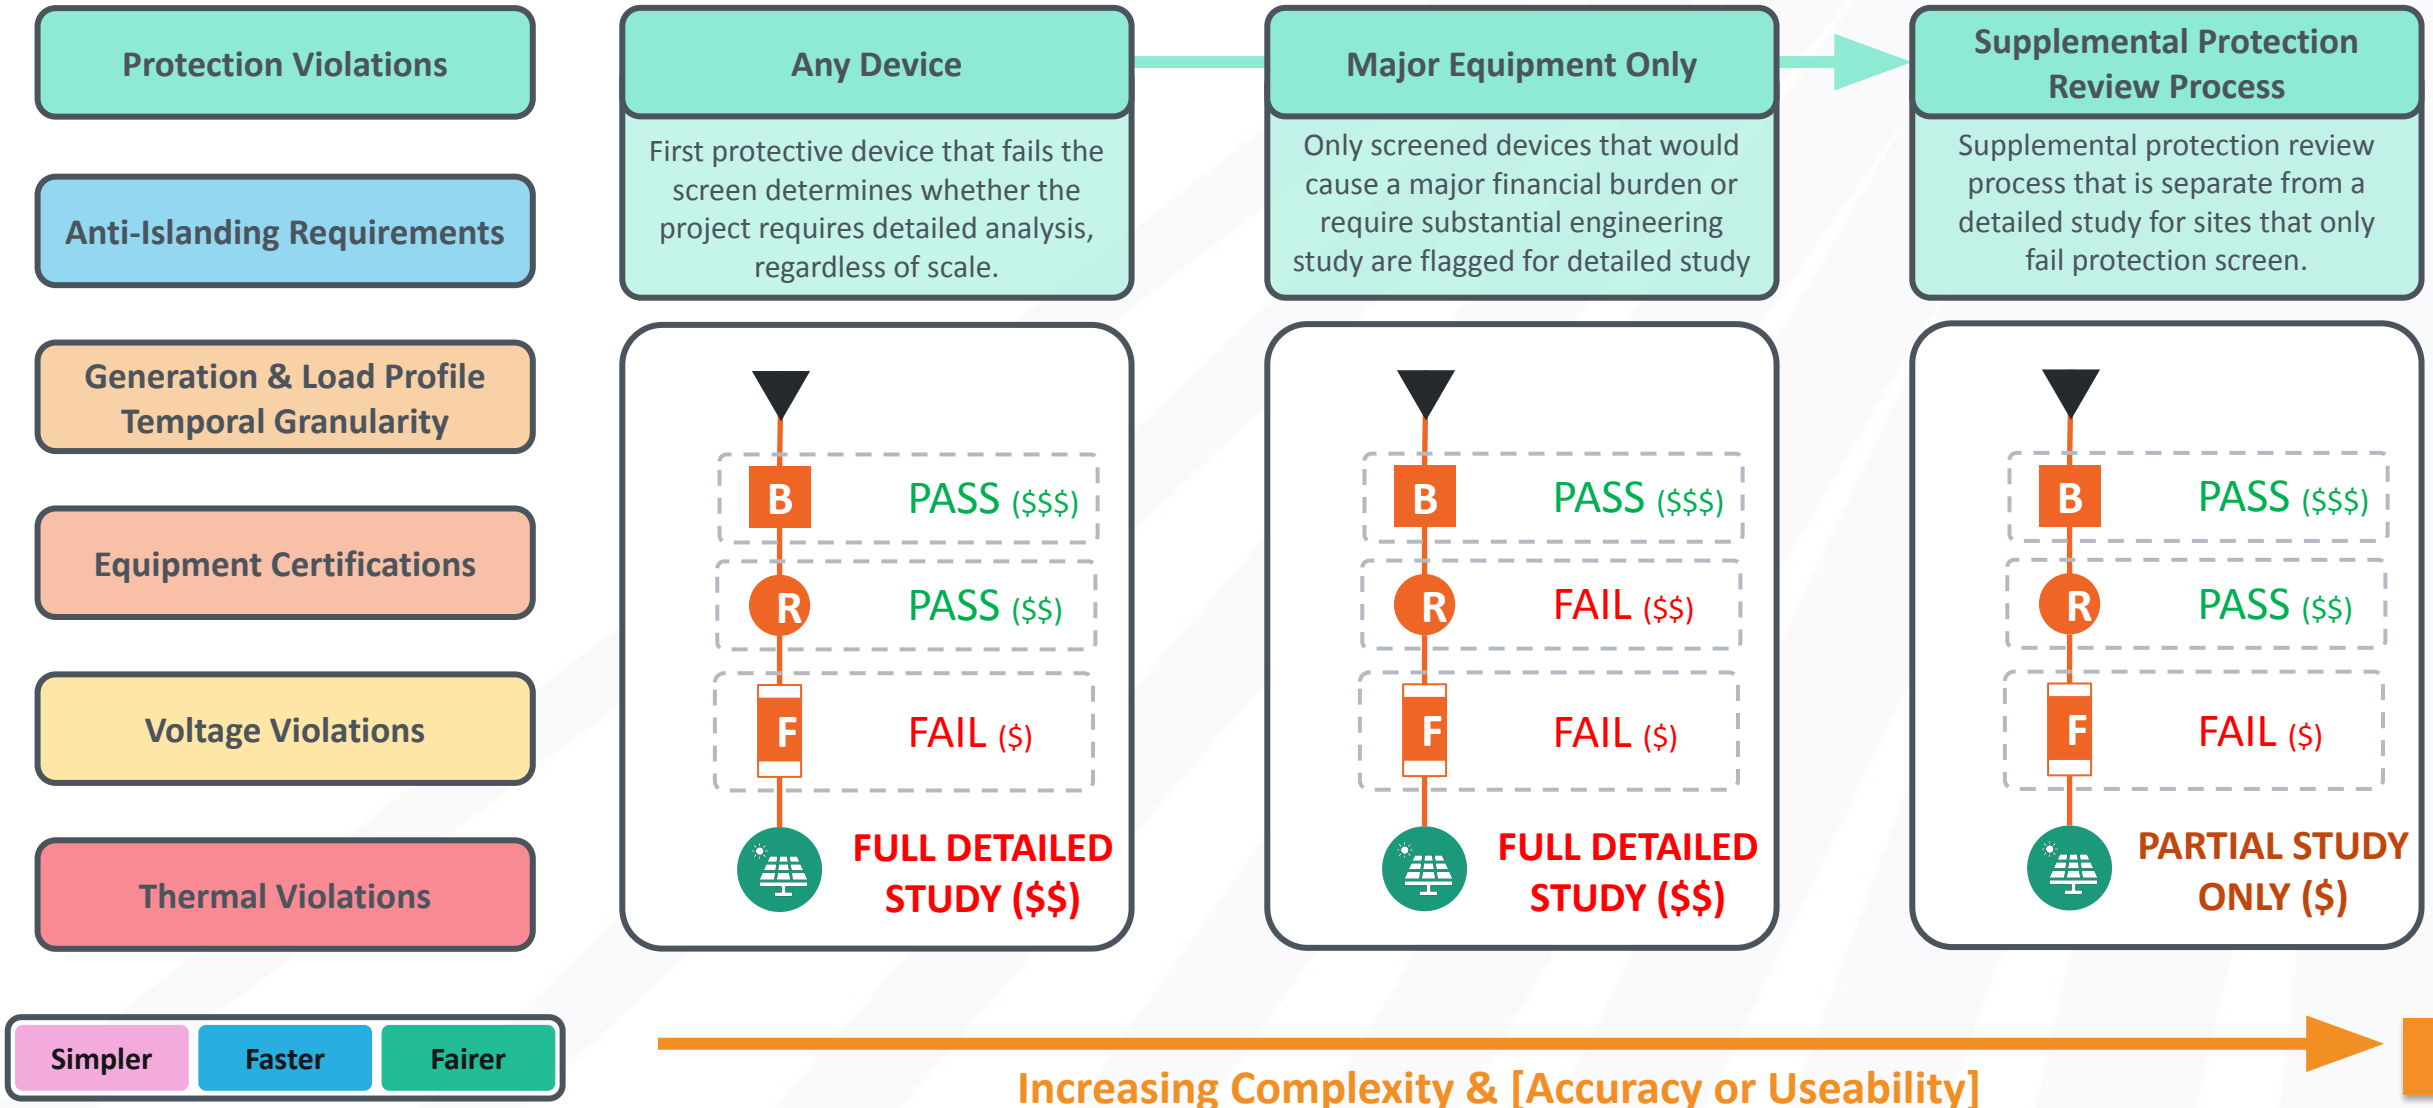 Protection Violations
Anti-Islanding Requirements
Generation & Load Profile
Temporal Granularity
Equipment Certifications
Voltage Violations
Thermal Violations
Simpler
Faster
Fairer
Any Device
First protective device that fails the
screen determines whether the
project requires detailed analysis,
regardless of scale.
B
PASS ($$$)
R
PASS ($$)
F
FAIL ($)
FULL DETAILED
STUDY ($$)
Major Equipment Only
Only screened devices that would
cause a major financial burden or
require substantial engineering
study are flagged for detailed study
B
PASS ($$$)
R
FAIL ($$)
F
FAIL ($)
FULL DETAILED
STUDY ($$)
Supplemental Protection
Review Process
Supplemental protection review
process that is separate from a
detailed study for sites that only
fail protection screen.
B
PASS ($$$)
R
PASS ($$)
F
FAIL ($)
PARTIAL STUDY
ONLY ($)
Increasing Complexity & [Accuracy or Useability]